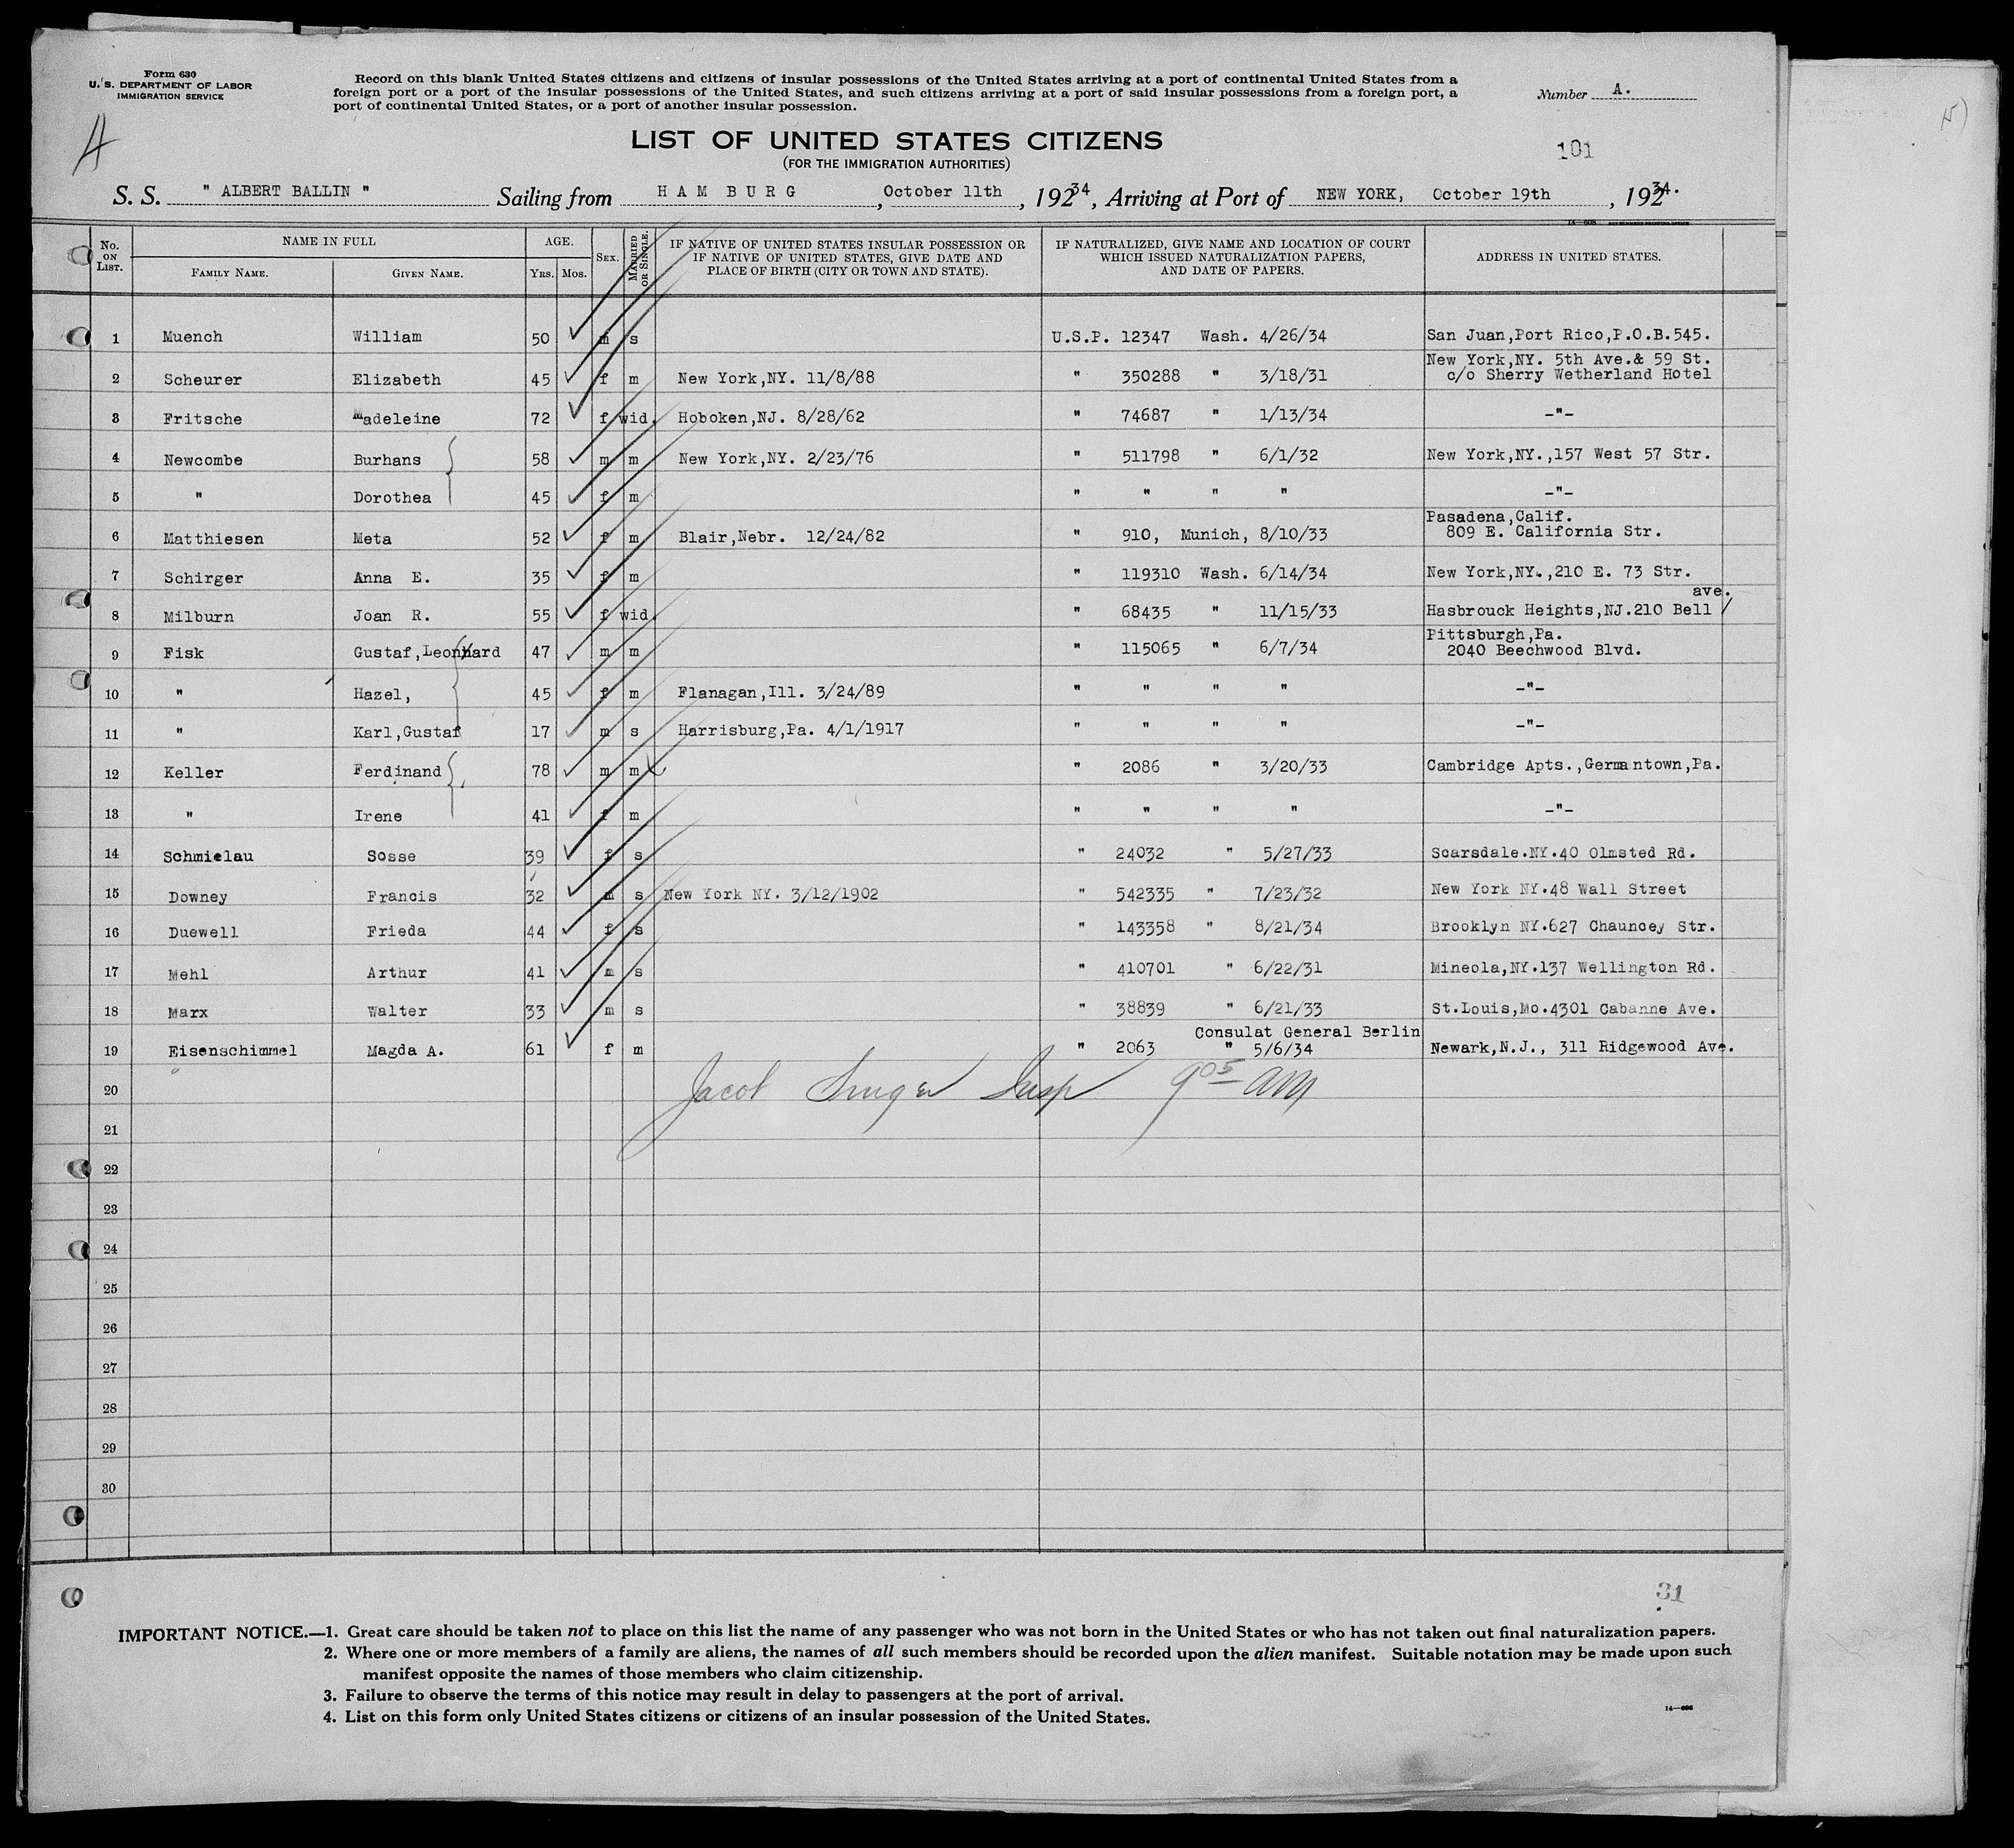 Form 630
U. S. DEPARTMENT OF LABOR
IMMIGRATION SERVICE
Record on this blank United States citizens and citizens of insular possessions of the United States arriving at a port of continental United States from a
foreign port or a port of the insular possessions of the United States, and such citizens arriving at a port of said insular possessions from a foreign port, a
port of continental United States, or a port of another insular possession.
Number A.
A
LIST OF UNITED STATES CITIZENS
(FOR THE IMMIGRATION AUTHORITIES)
101
S. S. " ALBERT BALLIN " Sailing from H A M B U R G , October 11th , 192 34 , Arriving at Port of NEW YORK, October 19th , 192 34.
No. ON LIST. NAME IN FULL AGE. SEX. MARRIED OR SINGLE. IF NATIVE OF UNITED STATES INSULAR POSSESSION OR IF NATIVE OF UNITED STATES, GIVE DATE AND PLACE OF BIRTH (CITY OR TOWN AND STATE). IF NATURALIZED, GIVE NAME AND LOCATION OF COURT WHICH ISSUED NATURALIZATION PAPERS, AND DATE OF PAPERS. ADDRESS IN UNITED STATES.
FAMILY NAME. GIVEN NAME. YRS. MOS.
1 Muench William 50 m s U.S.P. 12347 Wash. 4/26/34 San Juan,Port Rico,P.O.B.545.
New York,NY. 5th Ave.& 59 St.
2 Scheurer Elizabeth 45 f m New York,NY. 11/8/88 " 350288 " 3/18/31 c/o Sherry Wetherland Hotel
3 Fritsche Madeleine 72 f wid. Hoboken,NJ. 8/28/62 " 74687 " 1/13/34 -"-
4 Newcombe Burhans 58 m m New York,NY. 2/23/76 " 511798 " 6/1/32 New York,NY.,157 West 57 Str.
5 " Dorothea 45 f m " " " " -"-
Pasadena,Calif.
6 Matthiesen Meta 52 f m Blair,Nebr. 12/24/82 " 910, Munich, 8/10/33 809 E. California Str.
7 Schirger Anna E. 35 f m " 119310 Wash. 6/14/34 New York,NY.,210 E. 73 Str.
ave.
8 Milburn Joan R. 55 f wid. " 68435 " 11/15/33 Hasbrouck Heights,NJ.210 Bell /
Pittsburgh,Pa.
9 Fisk Gustaf,Leonhard 47 m m " 115065 " 6/7/34 2040 Beechwood Blvd.
10 " Hazel, 45 f m Flanagan,Ill. 3/24/89 " " " " -"-
11 " Karl,Gustaf 17 m s Harrisburg,Pa. 4/1/1917 " " " " -"-
12 Keller Ferdinand 78 m m " 2086 " 3/20/33 Cambridge Apts.,Germantown,Pa.
13 " Irene 41 f m " " " " -"-
14 Schmielau Sosse 39 f s " 24032 " 5/27/33 Scarsdale.NY.40 Olmsted Rd.
15 Downey Francis 32 m s New York NY. 3/12/1902 " 542335 " 7/23/32 New York NY.48 Wall Street
16 Duewell Frieda 44 f s " 143358 " 8/21/34 Brooklyn NY.627 Chauncey Str.
17 Mehl Arthur 41 m s " 410701 " 6/22/31 Mineola,NY.137 Wellington Rd.
18 Marx Walter 33 m s " 38839 " 6/21/33 St.Louis,Mo.4301 Cabanne Ave.
Consulat General Berlin
19 Eisenschimmel Magda A. 61 f m " 2063 " 5/6/34 Newark,N.J., 311 Ridgewood Ave.
Jacob Singer Insp 9 05 AM
20
21
22
23
24
25
26
27
28
29
30
31
IMPORTANT NOTICE.—1. Great care should be taken not to place on this list the name of any passenger who was not born in the United States or who has not taken out final naturalization papers.
2. Where one or more members of a family are aliens, the names of all such members should be recorded upon the alien manifest. Suitable notation may be made upon such
manifest opposite the names of those members who claim citizenship.
3. Failure to observe the terms of this notice may result in delay to passengers at the port of arrival.
4. List on this form only United States citizens or citizens of an insular possession of the United States.